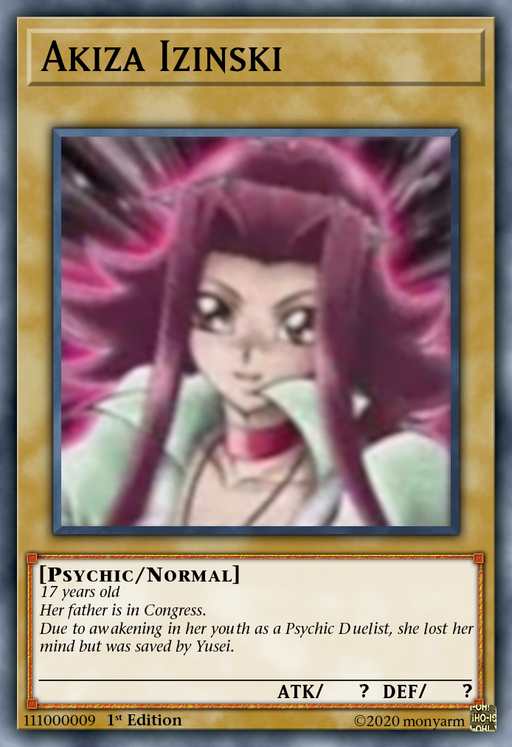 Akiza Izinski
[Psychic/Normal]
17 years old
Her father is in Congress.
Due to awakening in her youth as a Psychic Duelist, she lost her
mind but was saved by Yusei.
ATK/ ? DEF/ ?
111000009 1st Edition ©2020 monyarm